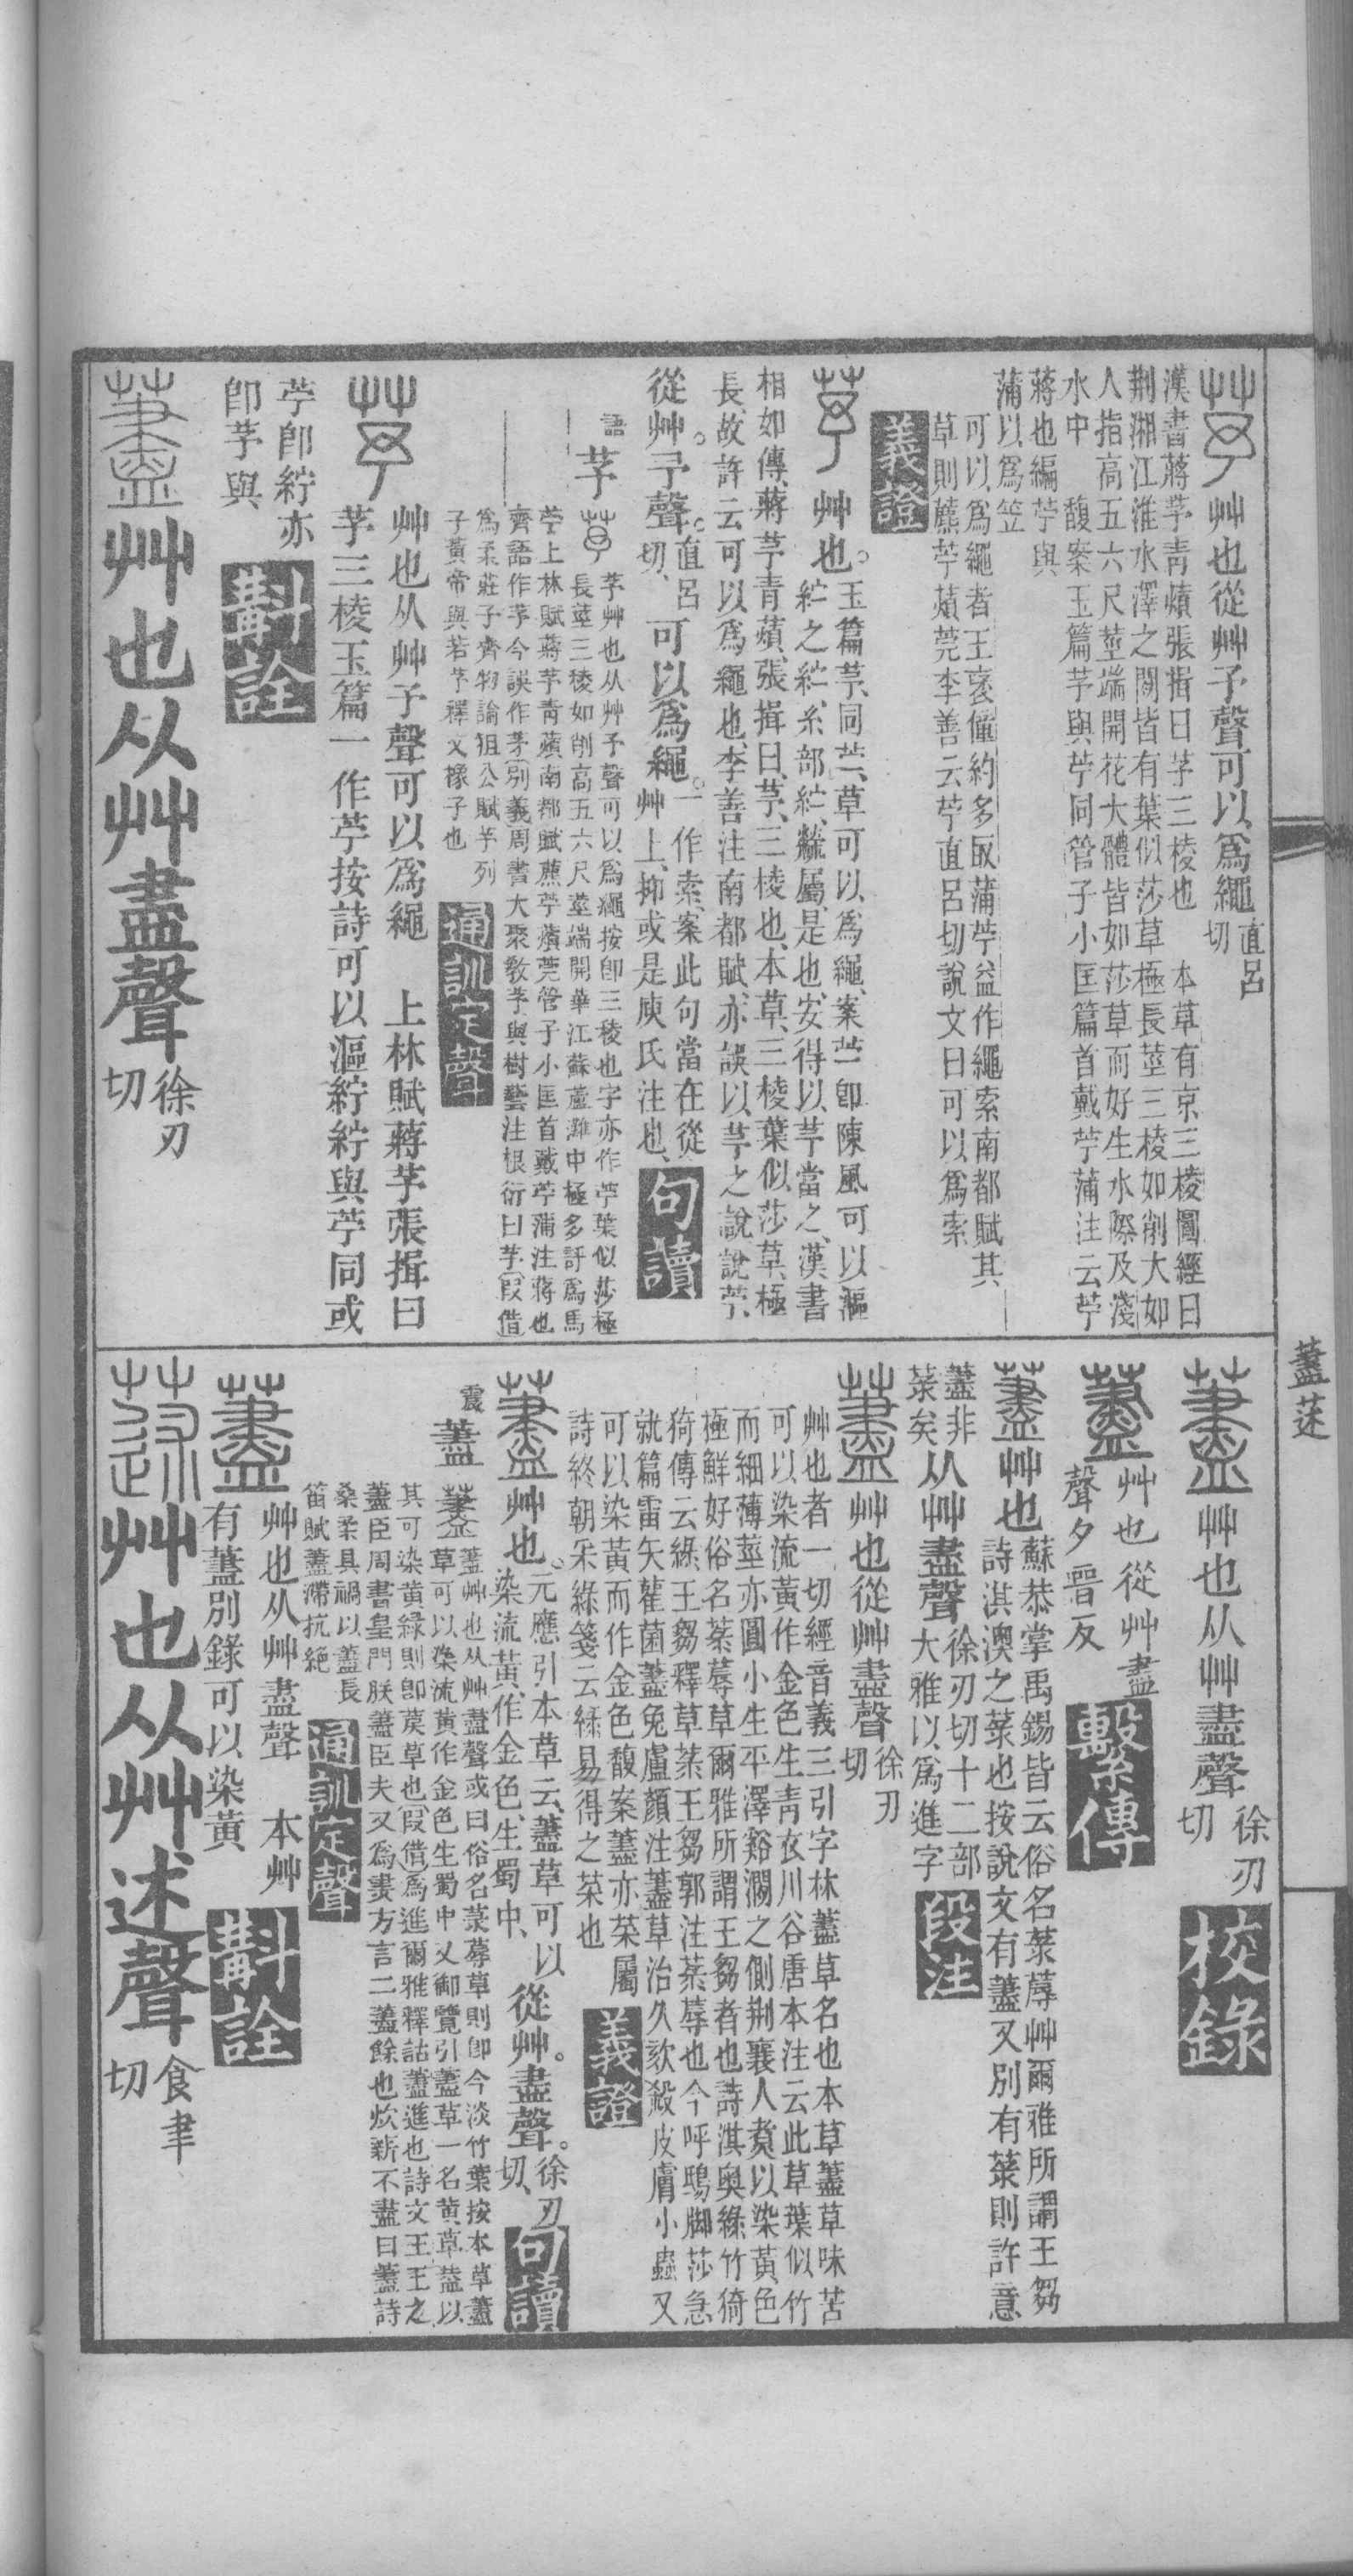 芧艸也從艸予聲可以爲繩直呂切
漢書蔣芧青薠張揖曰芧三棱也 本草有京三棱圖經曰
荆湘江淮水澤之閒皆有葉似莎草極長莖三棱如削大如
人指高五六尺莖端開花大體皆如莎草而好生水際及淺
水中 馥案玉篇芧與苧同管子小匡篇首戴苧蒲注云苧
蔣也編苧與
蒲以爲笠
可以爲繩者王襃僮約多取蒲苧益作繩索南都賦其
草則藨苧薠莞李善云苧直呂切說文曰可以爲索
義證
芧艸也。玉篇芧、同苎、草可以爲繩、案苎卽陳風可以漚
紵之紵、糸部紵、䌖屬是也、安得以芧當之、漢書
相如傳、蔣芧青薠、張揖曰、芧、三棱也、本草、三棱葉似莎草、極
長、故許云可以爲繩也、李善注南都賦、亦誤以芧之說、說苧、
從艸。予聲。直呂切、可以爲繩。一作索、案此句當在從艸上、抑或是庾氏注也、
句讀
語
芧 芧艸也从艸予聲可以爲繩按卽三稜也字亦作苧葉似莎極
長莖三稜如削高五六尺莖端開華江蘇蘆灘中極多謌爲馬
苧上林賦蔣芧青薠南都賦藨苧薠莞管子小匡首戴苧蒲注蔣也
齊語作茅今誤作茅(別義)周書大聚敎芧與樹藝注根衍曰芧(叚借)
爲柔莊子齊物論狙公賦芧列
子黃帝與若芧釋文橡子也
通訓定聲
芧艸也从艸予聲可以爲繩 上林賦蔣芧張揖曰
芧三棱玉篇一作苧按詩可以漚紵紵與苧同或
苧卽紵亦
卽芧與
斠詮
藎艸也从艸盡聲徐刃切
藎艸也从艸盡聲徐刃切
校錄
藎艸也從艸盡
聲夕晉反
繫傳
藎艸也蘇恭掌禹錫皆云俗名菉蓐艸爾雅所謂王芻
詩淇澳之菉也按說文有藎又別有菉則許意
藎非
菉矣从艸盡聲徐刃切十二部
大雅以爲進字
段注
藎艸也從艸盡聲徐刃切
艸也者一切經音義三引字林藎草名也本草藎草味苦
可以染流黃作金色生青衣川谷唐本注云此草葉似竹
而細薄莖亦圓小生平澤谿㵎之側荆襄人煑以染黃色
極鮮好俗名菉蓐草爾雅所謂王芻者也詩淇奥綠竹猗
猗傳云綠王芻釋草菉王芻郭注菉蓐也今呼鴟脚莎急
就篇雷矢雚菌藎兔盧顏注藎草治久欬殺皮膚小蟲又
可以染黃而作金色馥案藎亦菉屬
詩終朝采綠箋云綠易得之菜也
義證
藎艸也。元應引本草云、藎草可以
染流黃、作金色、生蜀中、從艸。盡聲。徐刃切、
句讀
震
藎 藎艸也从艸盡聲或曰俗名菉蓐草則卽今淡竹葉按本草藎
草可以染流黃作金色生蜀中又御覽引藎草一名黃草葢以
其可染黃綠則卽莀草也(叚借)爲進爾雅釋詁藎進也詩文王王之
藎臣周書皇門朕藎臣夫又爲㶳方言二藎餘也炊薪不盡曰藎詩
桑柔具禍以藎長
笛賦藎滯抗絶
通訓定聲
藎艸也从艸盡聲 本艸
有藎別錄可以染黃
斠詮
蒁艸也从艸述聲食聿切
藎蒁